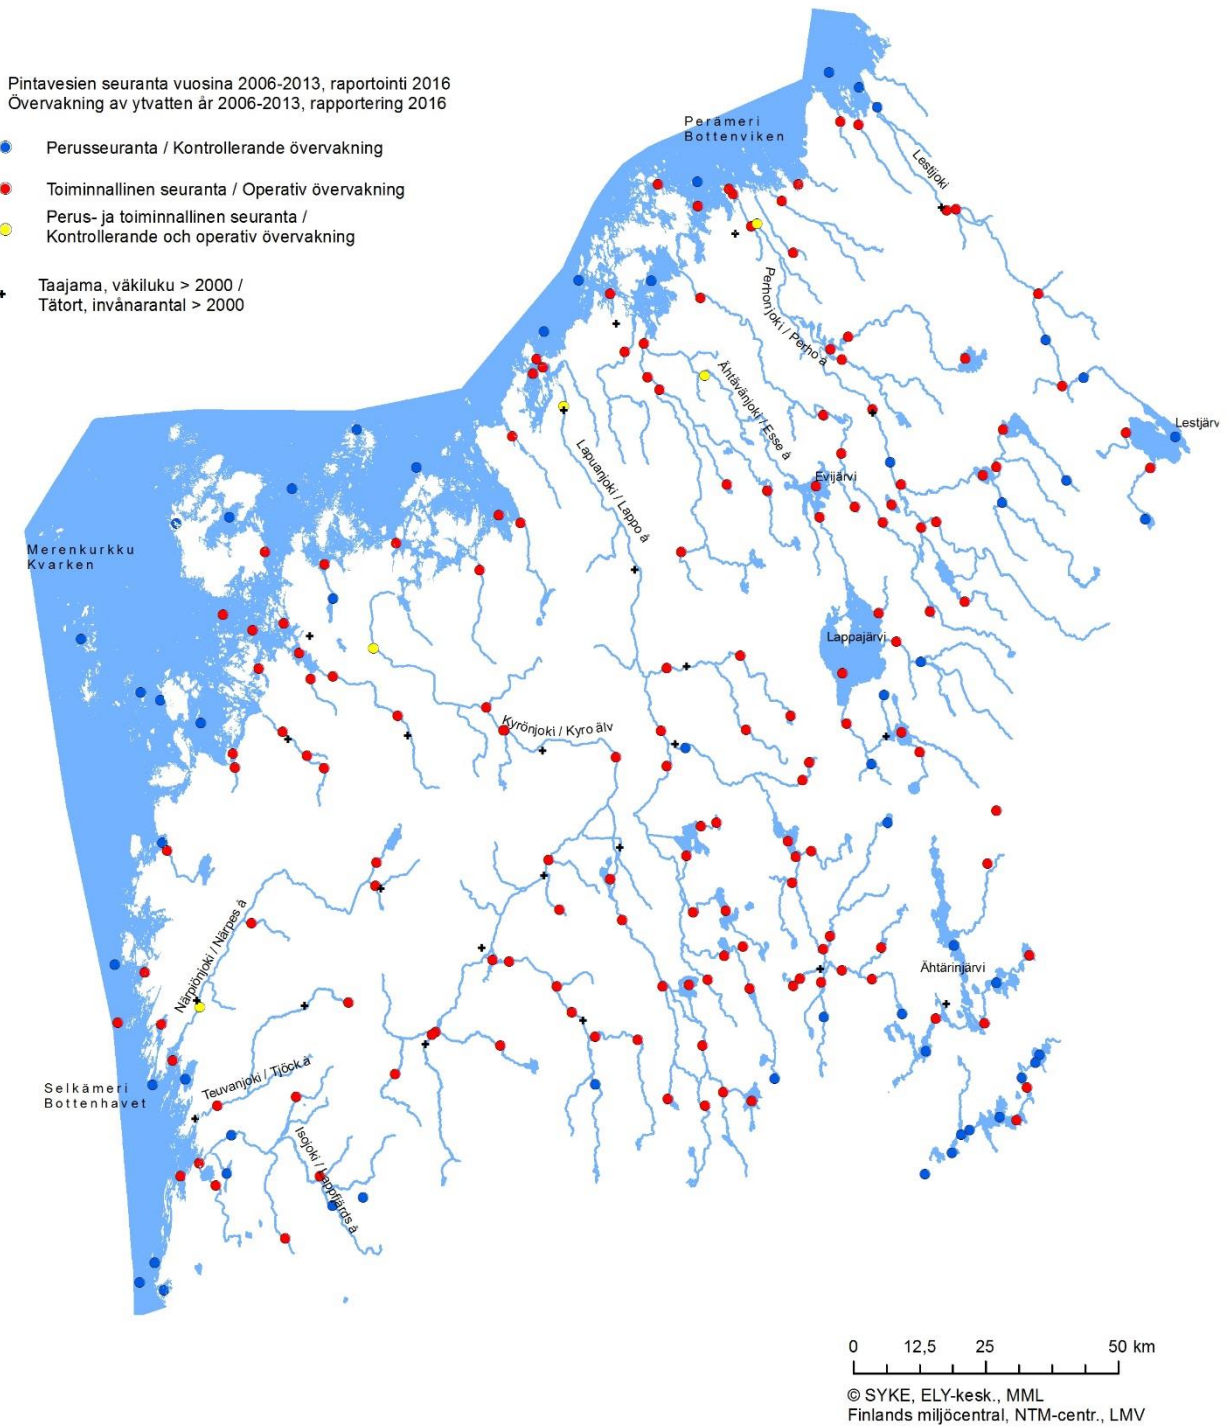 Pintavesien seuranta vuosina 2006-2013, raportointi 2016
Övervakning av ytvatten år 2006-2013, rapportering 2016
Perusseuranta / Kontrollerande övervakning
Toiminnallinen seuranta / Operativ övervakning
Perus- ja toiminnallinen seuranta /
Kontrollerande och operativ övervakning
Taajama, väkiluku > 2000 /
Tätort, invånarantal > 2000
Perämeri
Bottenviken
Lestijoki
Perhonjoki / Perho å
Ähtävänjoki / Esse å
Lestjärv
Lapuanjoki / Lappo å
Evijärvi
Merenkurkku
Kvarken
Lappajärvi
Kyrönjoki / Kyro älv
Närpiönjoki / Närpes å
Ähtärinjärvi
Teuvanjoki / Tjöck å
Selkämeri
Bottenhavet
Isojoki / Lappfjärds å
0 12,5 25 50 km
© SYKE, ELY-kesk., MML
Finlands miljöcentral, NTM-centr., LMV